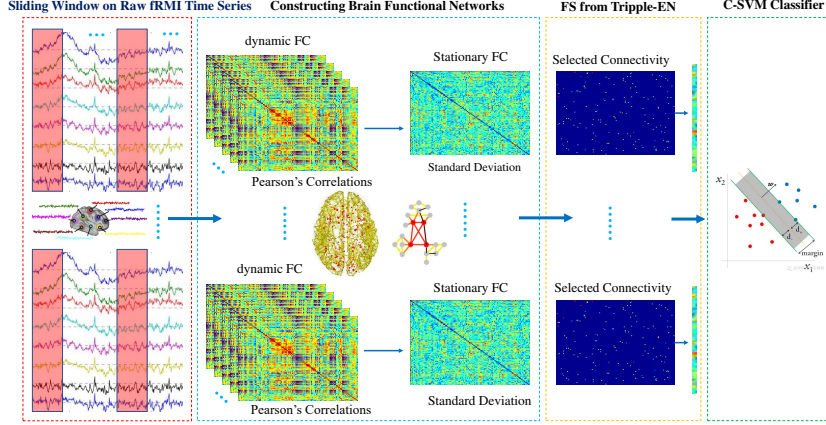 Sliding Window on Raw fRMI Time Series
Constructing Brain Functional Networks
FS from Tripple-EN
C-SVM Classifier
dynamic FC
Stationary FC
Selected Connectivity
Pearson's Correlations
Standard Deviation
x2
w
d- d+
margin
x1
dynamic FC
Stationary FC
Selected Connectivity
Pearson's Correlations
Standard Deviation